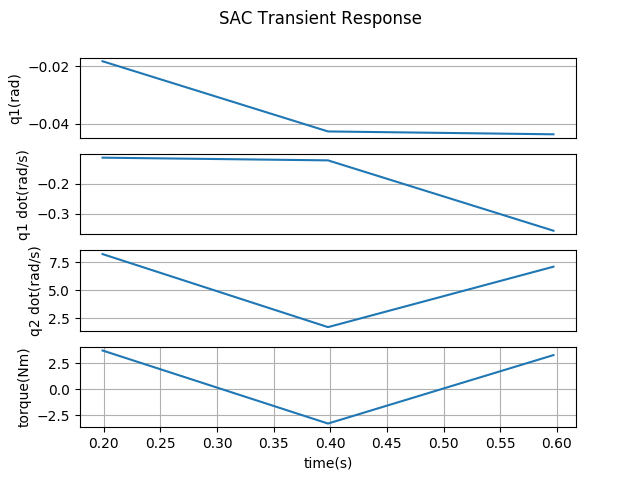 SAC Transient Response
q1(rad)
−0.02
−0.04
q1 dot(rad/s)
−0.2
−0.3
q2 dot(rad/s)
7.5
5.0
2.5
torque(Nm)
2.5
0.0
−2.5
0.20 0.25 0.30 0.35 0.40 0.45 0.50 0.55 0.60
time(s)